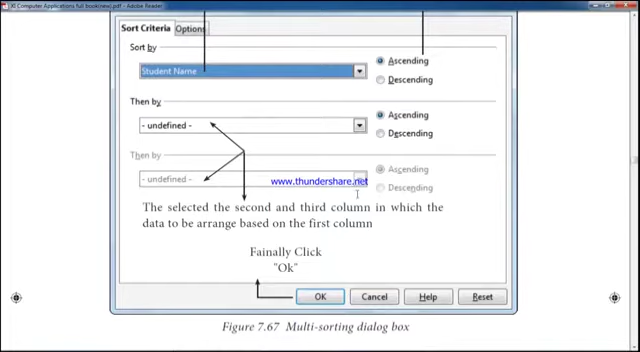 XI Computer Applications full book(new).pdf - Adobe Reader
Sort Criteria Options
Sort by
Student Name
Ascending
Descending
Then by
- undefined -
Ascending
Descending
Then by
- undefined -
Ascending
Descending
www.thundershare.net
The selected the second and third column in which the
data to be arrange based on the first column
Fainally Click
"Ok"
OK Cancel Help Reset
Figure 7.67 Multi-sorting dialog box